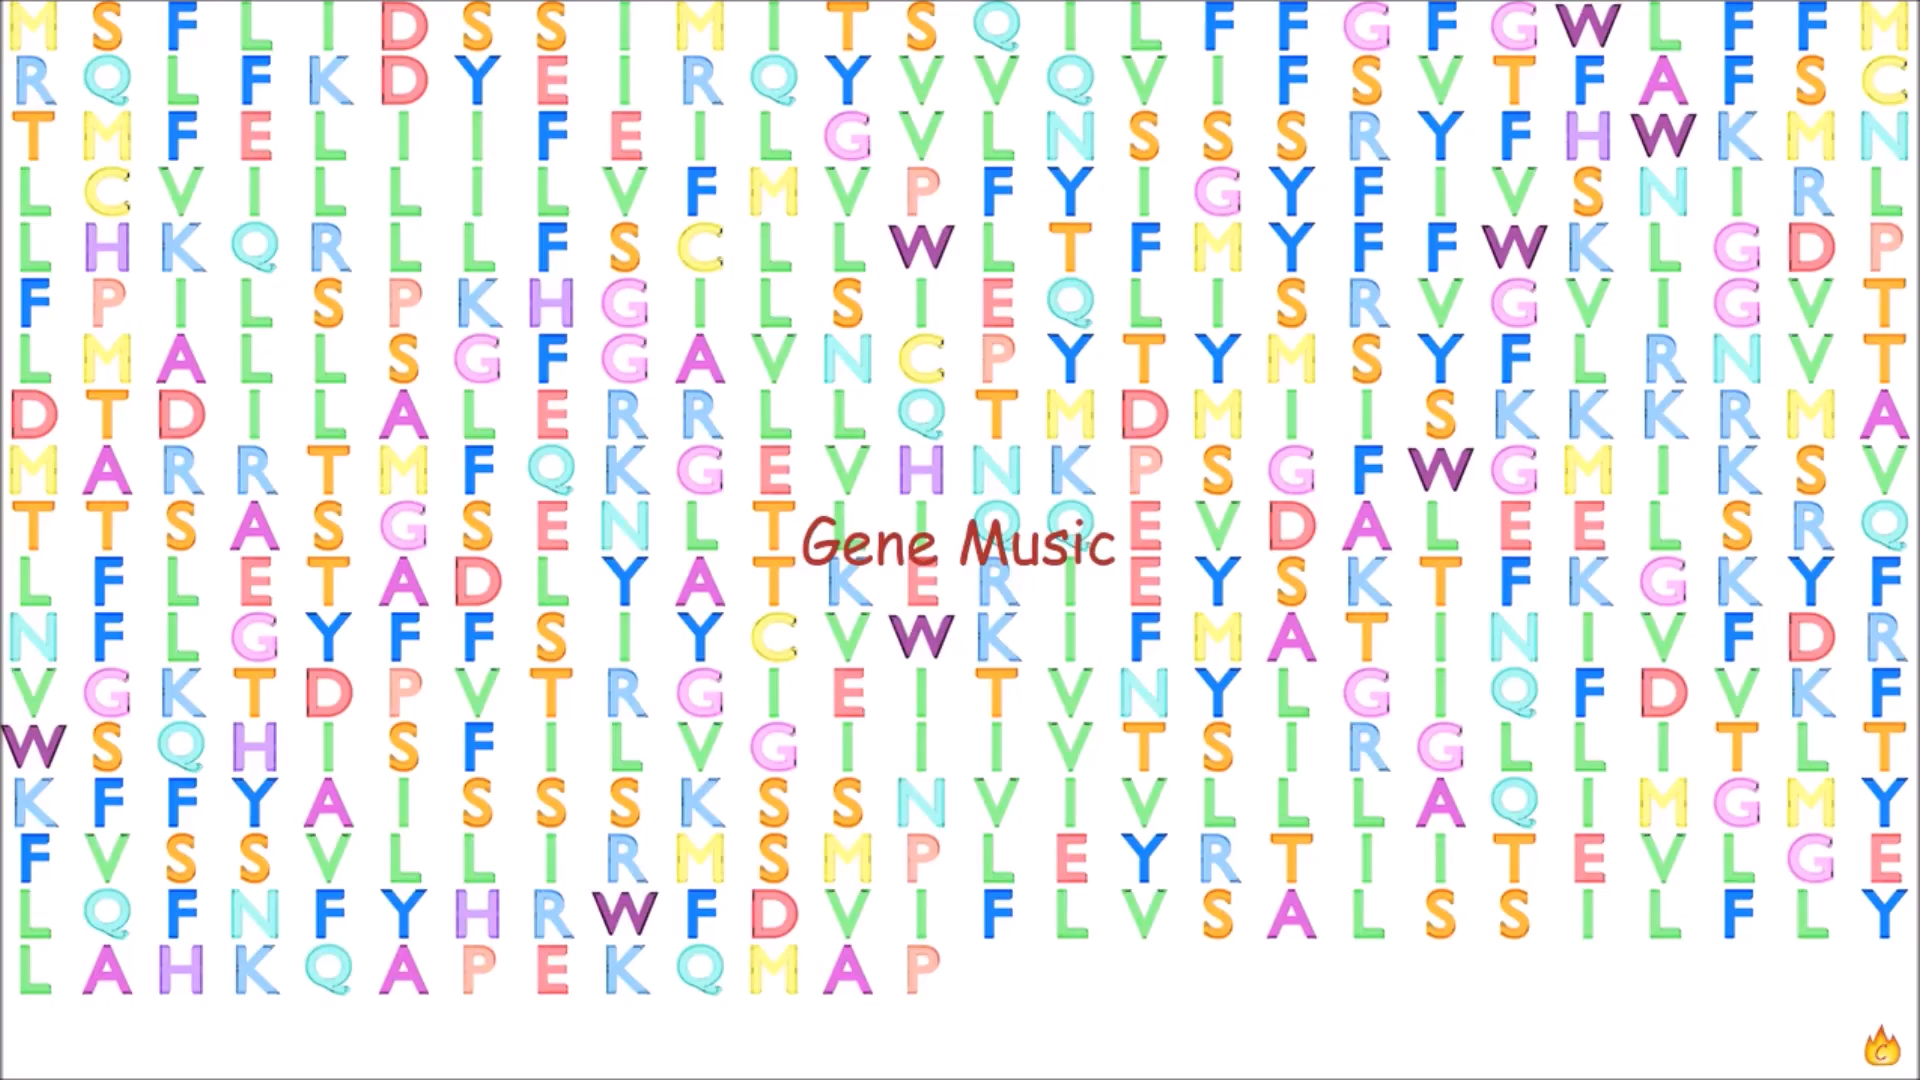 M S F L I D S S I M I T S Q I L F F G F G W L F F M
R Q L F K D Y E I R Q Y V V Q V I F S V T F A F S C
T M F E L I I F E I L G V L N S S S R Y F H W K M N
L C V I L L I L V F M V P F Y I G Y F I V S N I R L
L H K Q R L L F S C L L W L T F M Y F F W K L G D P
F P I L S P K H G I L S I E Q L I S R V G V I G V T
L M A L L S G F G A V N C P Y T Y M S Y F L R N V T
D T D I L A L E R R L L Q T M D M I I S K K K R M A
M A R R T M F Q K G E V H N K P S G F W G M I K S V
T T S A S G S E N L T L I Q Q E V D A L E E L S R Q
Gene Music
L F L E T A D L Y A T K E R I E Y S K T F K G K Y F
N F L G Y F F S I Y C V W K I F M A T I N I V F D R
V G K T D P V T R G I E I T V N Y L G I Q F D V K F
W S Q H I S F I L V G I I I V T S I R G L L I T L T
K F F Y A I S S S K S S N V I V L L L A Q I M G M Y
F V S S V L L I R M S M P L E Y R T I I T E V L G E
L Q F N F Y H R W F D V I F L V S A L S S I L F L Y
L A H K Q A P E K Q M A P
C